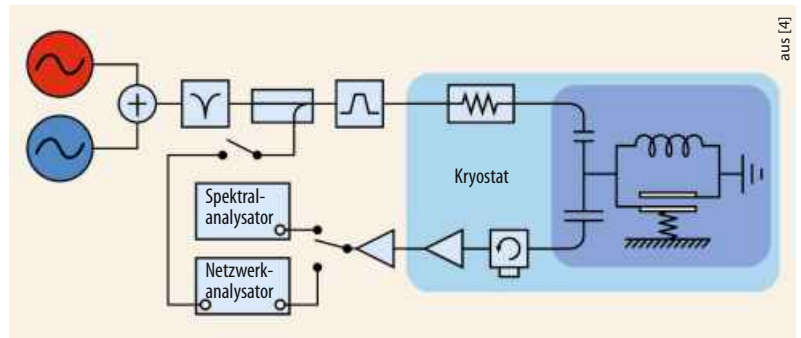 aus [4]
Kryostat
Spektral-
analysator
Netzwerk-
analysator